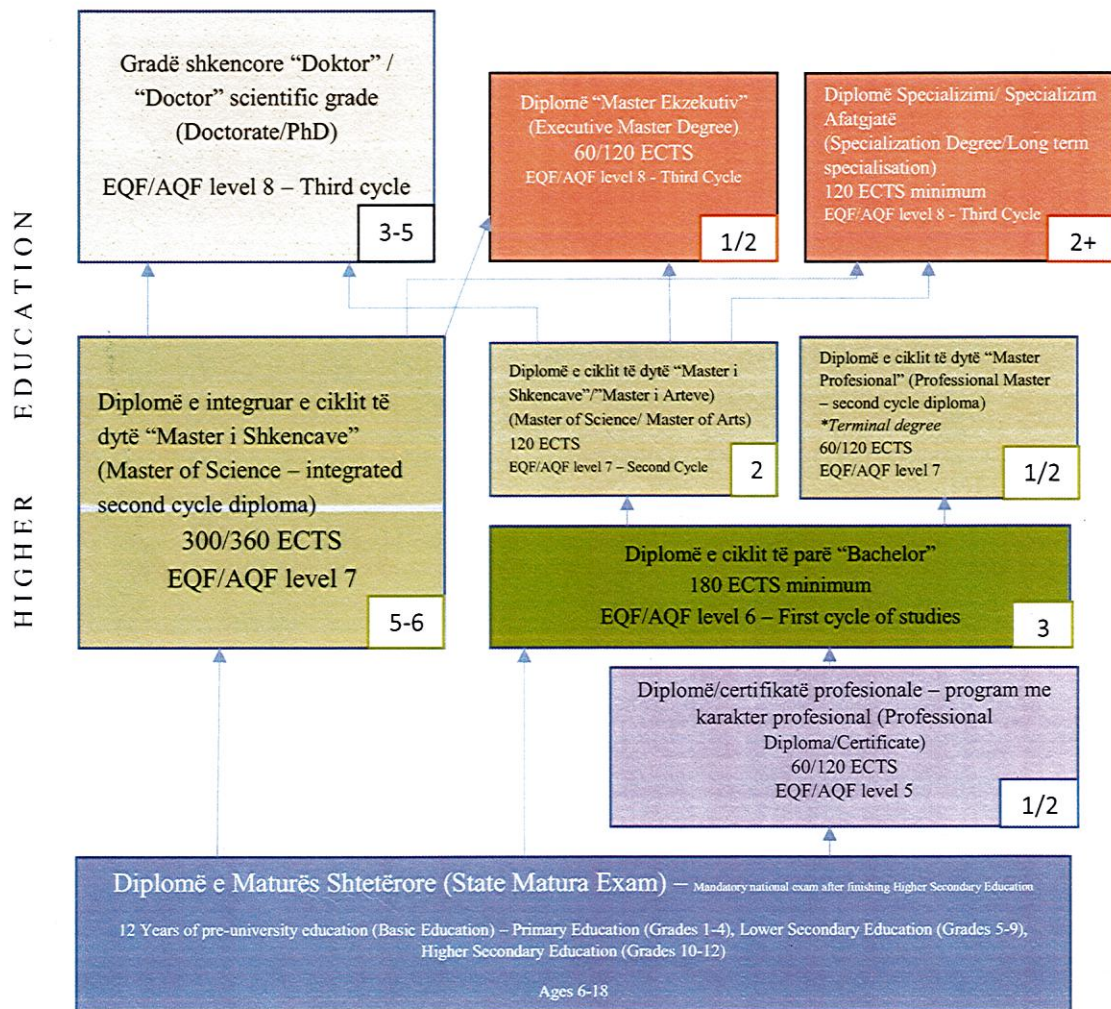 Gradë shkencore “Doktor” /
“Doctor” scientific grade
(Doctorate/PhD)
EQF/AQF level 8 – Third cycle
3-5
Diplomë “Master Ekzekutiv”
(Executive Master Degree)
60/120 ECTS
EQF/AQF level 8 - Third Cycle
1/2
Diplomë Specializimi/ Specializim
Afatgjatë
(Specialization Degree/Long term
specialisation)
120 ECTS minimum
EQF/AQF level 8 - Third Cycle
2+
HIGHER EDUCATION
Diplomë e integruar e ciklit të
dytë “Master i Shkencave”
(Master of Science – integrated
second cycle diploma)
300/360 ECTS
EQF/AQF level 7
5-6
Diplomë e ciklit të dytë “Master i
Shkencave”/”Master i Arteve)
(Master of Science/ Master of Arts)
120 ECTS
EQF/AQF level 7 – Second Cycle
2
Diplomë e ciklit të dytë “Master
Profesional” (Professional Master
– second cycle diploma)
*Terminal degree
60/120 ECTS
EQF/AQF level 7
1/2
Diplomë e ciklit të parë “Bachelor”
180 ECTS minimum
EQF/AQF level 6 – First cycle of studies
3
Diplomë/certifikatë profesionale – program me
karakter profesional (Professional
Diploma/Certificate)
60/120 ECTS
EQF/AQF level 5
1/2
Diplomë e Maturës Shtetërore (State Matura Exam) – Mandatory national exam after finishing Higher Secondary Education
12 Years of pre-university education (Basic Education) – Primary Education (Grades 1-4), Lower Secondary Education (Grades 5-9),
Higher Secondary Education (Grades 10-12)
Ages 6-18